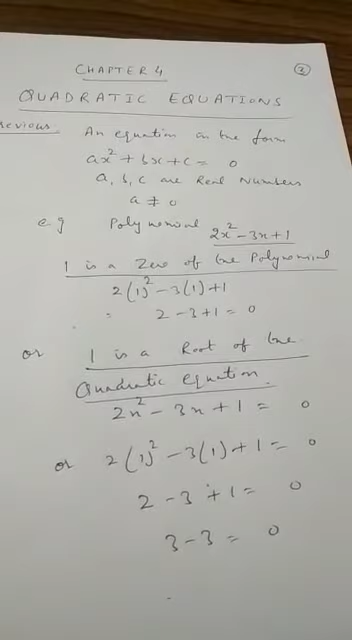 CHAPTER 4
②
QUADRATIC EQUATIONS
revious An equation in the form
ax² + bx + c = 0
a, b, c are Real Numbers
a ≠ 0
e g Polynomial 2x² - 3x + 1
1 is a Zero of the Polynomial
2(1)² - 3(1) + 1
= 2 - 3 + 1 = 0
or 1 is a Root of the
Quadratic equation
2x² - 3x + 1 = 0
or 2(1)² - 3(1) + 1 = 0
2 - 3 + 1 = 0
3 - 3 = 0